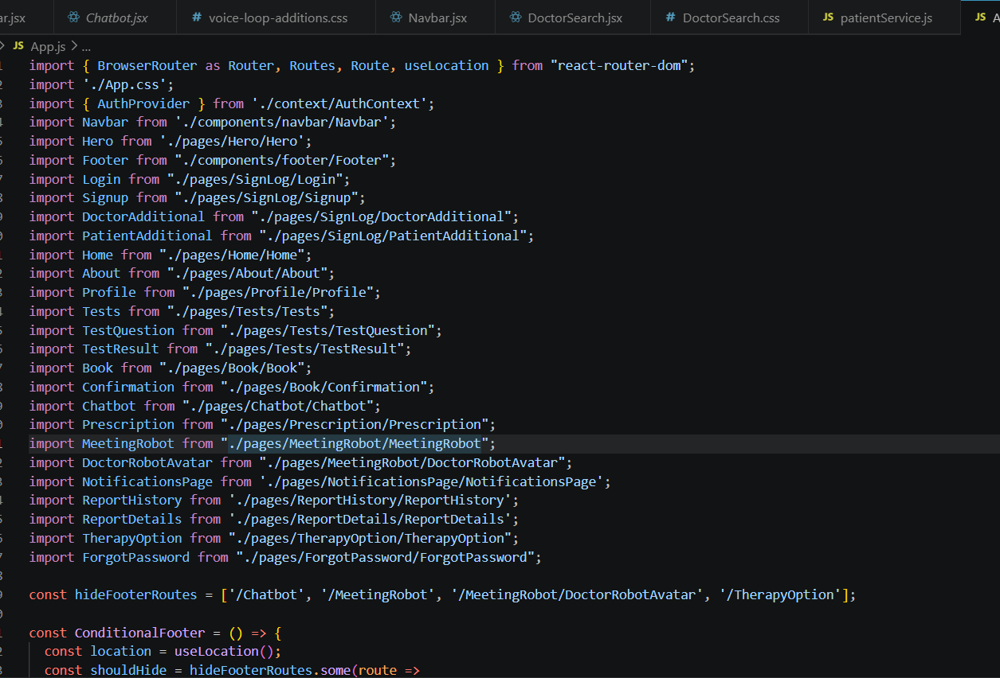 ar.jsx Chatbot.jsx # voice-loop-additions.css Navbar.jsx DoctorSearch.jsx # DoctorSearch.css JS patientService.js JS A
JS App.js > ...
import { BrowserRouter as Router, Routes, Route, useLocation } from "react-router-dom";
import './App.css';
import { AuthProvider } from './context/AuthContext';
import Navbar from './components/navbar/Navbar';
import Hero from './pages/Hero/Hero';
import Footer from "./components/footer/Footer";
import Login from "./pages/SignLog/Login";
import Signup from "./pages/SignLog/Signup";
import DoctorAdditional from "./pages/SignLog/DoctorAdditional";
import PatientAdditional from "./pages/SignLog/PatientAdditional";
import Home from "./pages/Home/Home";
import About from "./pages/About/About";
import Profile from "./pages/Profile/Profile";
import Tests from "./pages/Tests/Tests";
import TestQuestion from "./pages/Tests/TestQuestion";
import TestResult from "./pages/Tests/TestResult";
import Book from "./pages/Book/Book";
import Confirmation from "./pages/Book/Confirmation";
import Chatbot from "./pages/Chatbot/Chatbot";
import Prescription from "./pages/Prescription/Prescription";
import MeetingRobot from "./pages/MeetingRobot/MeetingRobot";
import DoctorRobotAvatar from "./pages/MeetingRobot/DoctorRobotAvatar";
import NotificationsPage from './pages/NotificationsPage/NotificationsPage';
import ReportHistory from './pages/ReportHistory/ReportHistory';
import ReportDetails from './pages/ReportDetails/ReportDetails';
import TherapyOption from "./pages/TherapyOption/TherapyOption";
import ForgotPassword from "./pages/ForgotPassword/ForgotPassword";
const hideFooterRoutes = ['/Chatbot', '/MeetingRobot', '/MeetingRobot/DoctorRobotAvatar', '/TherapyOption'];
const ConditionalFooter = () => {
const location = useLocation();
const shouldHide = hideFooterRoutes.some(route =>